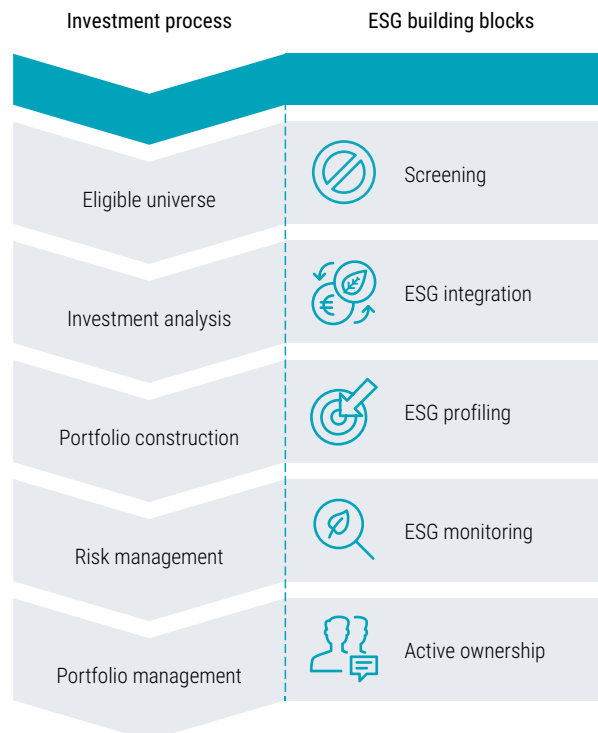 Investment process
ESG building blocks
Eligible universe
Screening
Investment analysis
ESG integration
Portfolio construction
ESG profiling
Risk management
ESG monitoring
Portfolio management
Active ownership